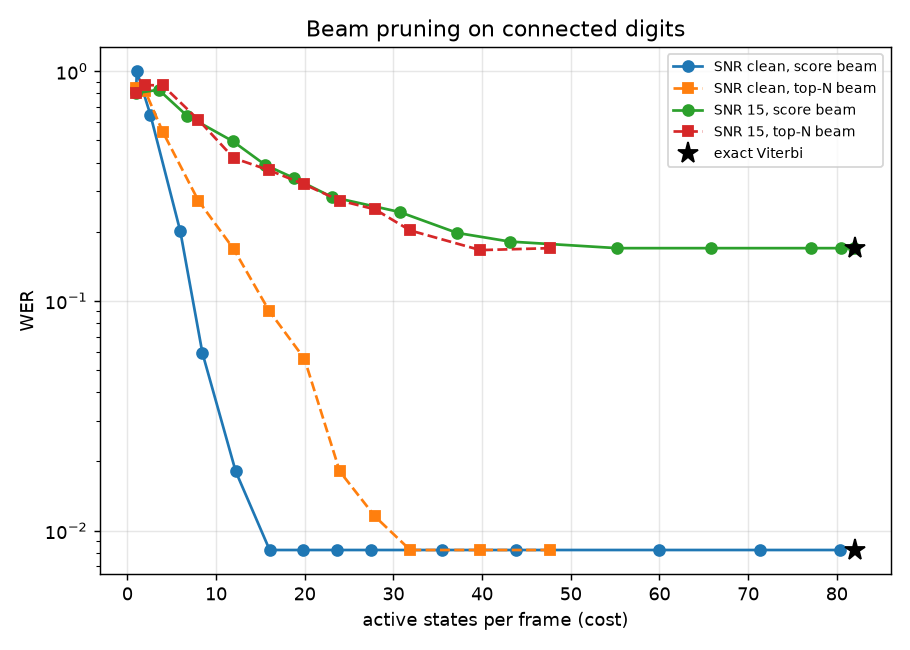 Beam pruning on connected digits
SNR clean, score beam
SNR clean, top-N beam
SNR 15, score beam
SNR 15, top-N beam
exact Viterbi
WER
10⁰
10⁻¹
10⁻²
0 10 20 30 40 50 60 70 80
active states per frame (cost)